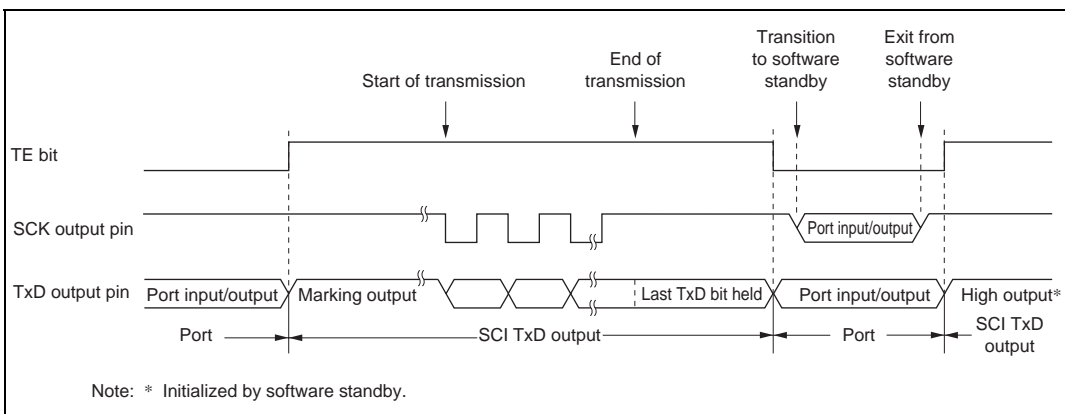 Start of transmission
End of
transmission
Transition
to software
standby
Exit from
software
standby
TE bit
SCK output pin
Port input/output
TxD output pin
Port input/output
Marking output
Last TxD bit held
Port input/output
High output*
Port
SCI TxD output
Port
SCI TxD
output
Note: * Initialized by software standby.